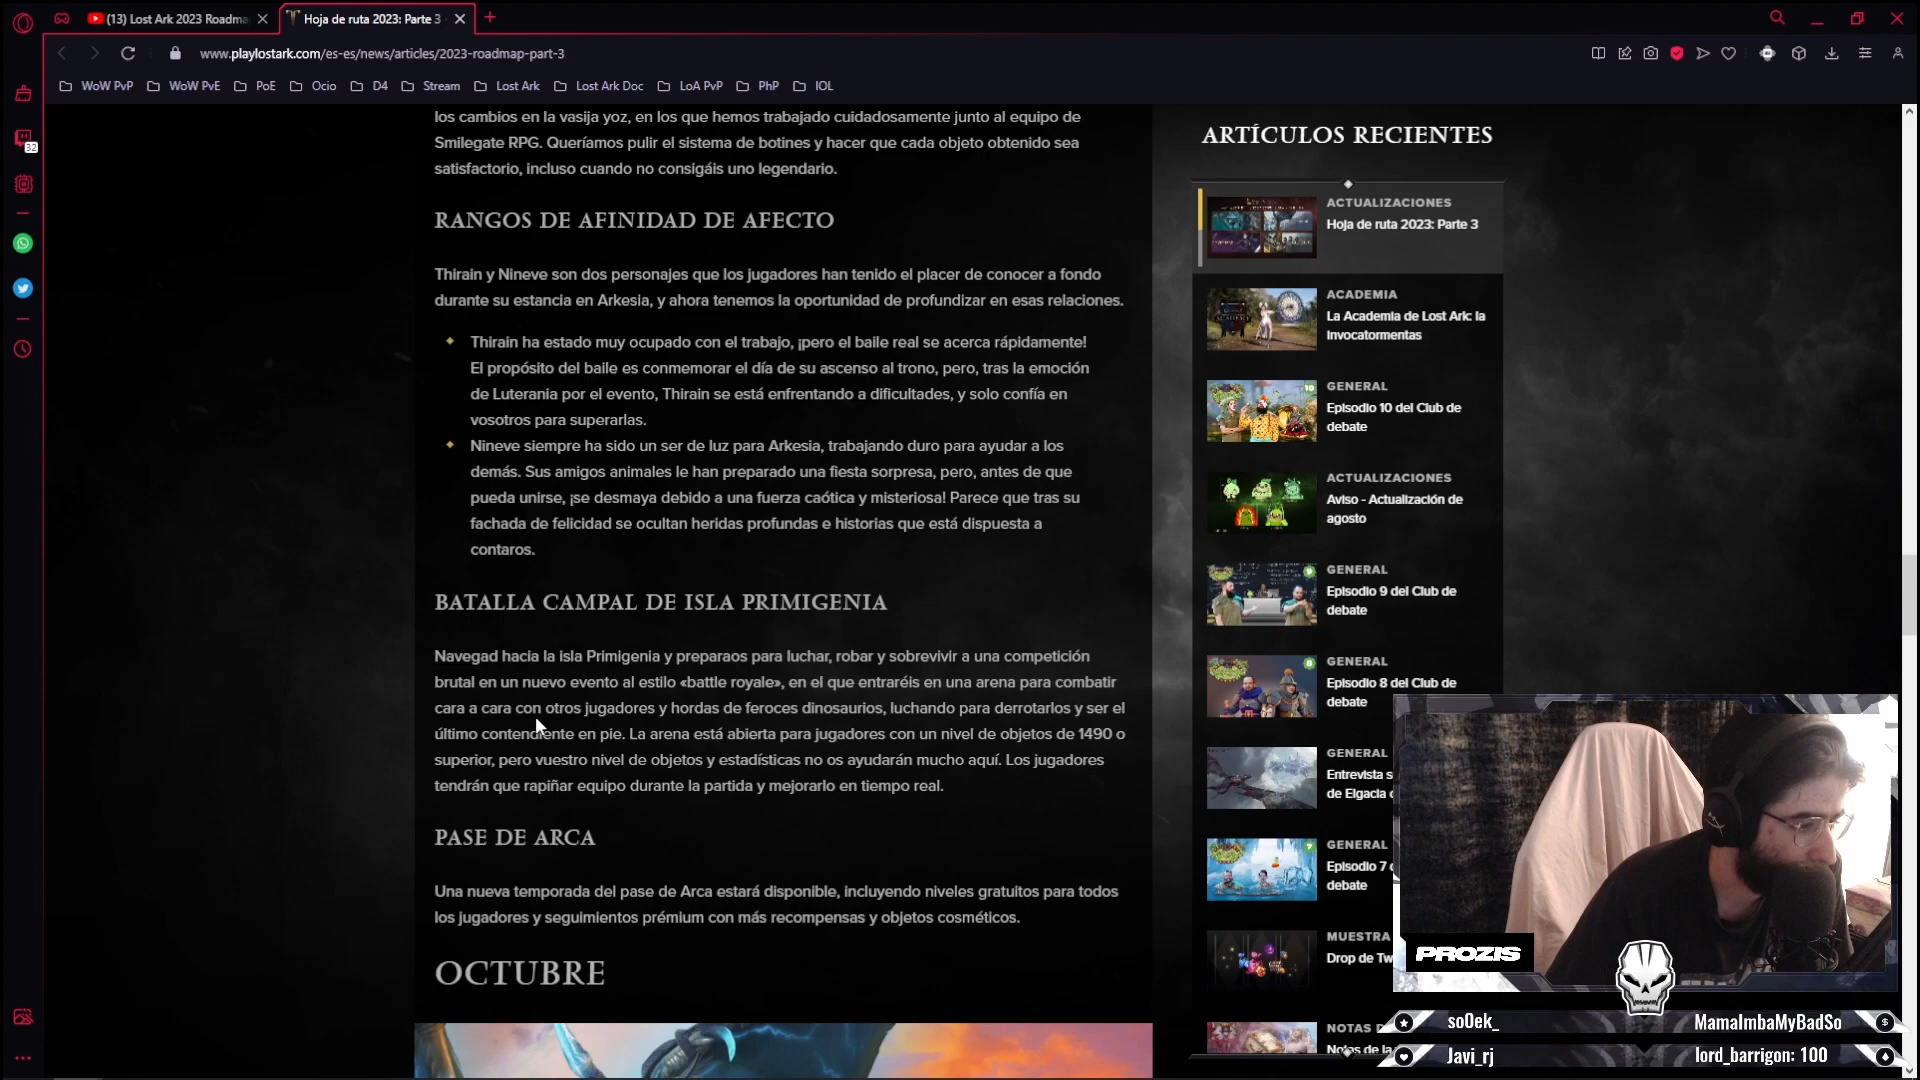 (13) Lost Ark 2023 Roadma
Hoja de ruta 2023: Parte 3
www.playlostark.com/es-es/news/articles/2023-roadmap-part-3
WoW PvP
WoW PvE
PoE
Ocio
D4
Stream
Lost Ark
Lost Ark Doc
LoA PvP
PhP
IOL
32
los cambios en la vasija yoz, en los que hemos trabajado cuidadosamente junto al equipo de
Smilegate RPG. Queríamos pulir el sistema de botines y hacer que cada objeto obtenido sea
satisfactorio, incluso cuando no consigáis uno legendario.
RANGOS DE AFINIDAD DE AFECTO
Thirain y Nineve son dos personajes que los jugadores han tenido el placer de conocer a fondo
durante su estancia en Arkesia, y ahora tenemos la oportunidad de profundizar en esas relaciones.
Thirain ha estado muy ocupado con el trabajo, ¡pero el baile real se acerca rápidamente!
El propósito del baile es conmemorar el día de su ascenso al trono, pero, tras la emoción
de Luterania por el evento, Thirain se está enfrentando a dificultades, y solo confía en
vosotros para superarlas.
Nineve siempre ha sido un ser de luz para Arkesia, trabajando duro para ayudar a los
demás. Sus amigos animales le han preparado una fiesta sorpresa, pero, antes de que
pueda unirse, ¡se desmaya debido a una fuerza caótica y misteriosa! Parece que tras su
fachada de felicidad se ocultan heridas profundas e historias que está dispuesta a
contaros.
BATALLA CAMPAL DE ISLA PRIMIGENIA
Navegad hacia la isla Primigenia y preparaos para luchar, robar y sobrevivir a una competición
brutal en un nuevo evento al estilo «battle royale», en el que entraréis en una arena para combatir
cara a cara con otros jugadores y hordas de feroces dinosaurios, luchando para derrotarlos y ser el
último contendiente en pie. La arena está abierta para jugadores con un nivel de objetos de 1490 o
superior, pero vuestro nivel de objetos y estadísticas no os ayudarán mucho aquí. Los jugadores
tendrán que rapiñar equipo durante la partida y mejorarlo en tiempo real.
PASE DE ARCA
Una nueva temporada del pase de Arca estará disponible, incluyendo niveles gratuitos para todos
los jugadores y seguimientos prémium con más recompensas y objetos cosméticos.
OCTUBRE
ARTÍCULOS RECIENTES
ACTUALIZACIONES
Hoja de ruta 2023: Parte 3
ACADEMIA
La Academia de Lost Ark: la
Invocatormentas
GENERAL
Episodio 10 del Club de
debate
ACTUALIZACIONES
Aviso - Actualización de
agosto
GENERAL
Episodio 9 del Club de
debate
GENERAL
Episodio 8 del Club de
debate
GENERAL
Entrevista s
de Elgacia
GENERAL
Episodio 7
debate
MUESTRA
Drop de Tw
NOTAS D
Notas de la
PROZIS
so0ek_
MamaImbaMyBadSo
Javi_rj
lord_barrigon: 100